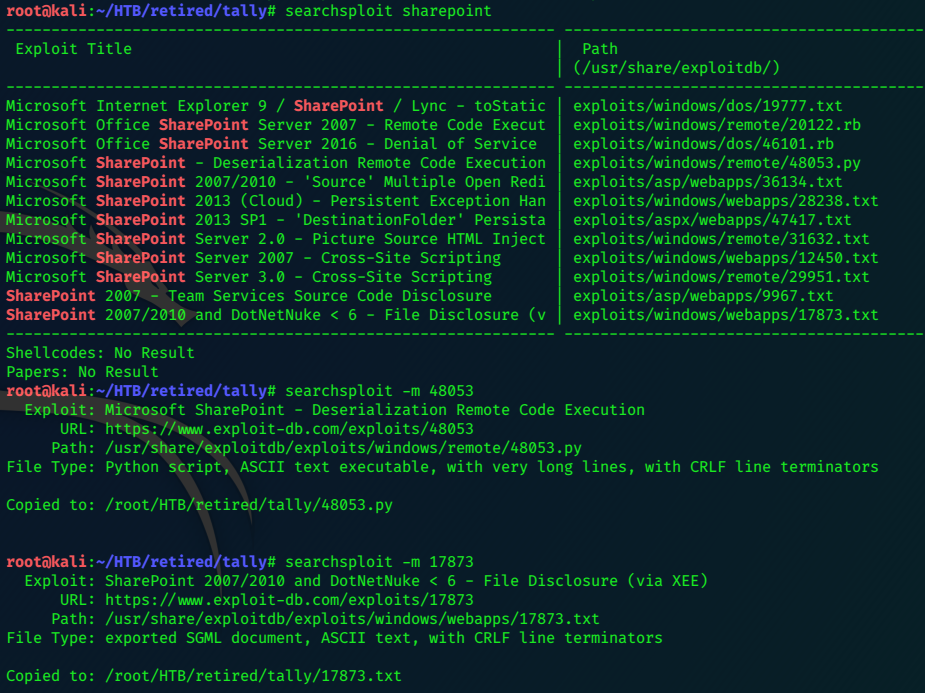 root@kali:~/HTB/retired/tally# searchsploit sharepoint
------------------------------------------------------------- ----------------------------------------
 Exploit Title                                               |  Path
                                                             | (/usr/share/exploitdb/)
------------------------------------------------------------- ----------------------------------------
Microsoft Internet Explorer 9 / SharePoint / Lync - toStatic | exploits/windows/dos/19777.txt
Microsoft Office SharePoint Server 2007 - Remote Code Execut | exploits/windows/remote/20122.rb
Microsoft Office SharePoint Server 2016 - Denial of Service  | exploits/windows/dos/46101.rb
Microsoft SharePoint - Deserialization Remote Code Execution | exploits/windows/remote/48053.py
Microsoft SharePoint 2007/2010 - 'Source' Multiple Open Redi | exploits/asp/webapps/36134.txt
Microsoft SharePoint 2013 (Cloud) - Persistent Exception Han | exploits/windows/webapps/28238.txt
Microsoft SharePoint 2013 SP1 - 'DestinationFolder' Persista | exploits/aspx/webapps/47417.txt
Microsoft SharePoint Server 2.0 - Picture Source HTML Inject | exploits/windows/remote/31632.txt
Microsoft SharePoint Server 2007 - Cross-Site Scripting      | exploits/windows/webapps/12450.txt
Microsoft SharePoint Server 3.0 - Cross-Site Scripting       | exploits/windows/remote/29951.txt
SharePoint 2007 - Team Services Source Code Disclosure       | exploits/asp/webapps/9967.txt
SharePoint 2007/2010 and DotNetNuke < 6 - File Disclosure (v | exploits/windows/webapps/17873.txt
------------------------------------------------------------- ----------------------------------------
Shellcodes: No Result
Papers: No Result
root@kali:~/HTB/retired/tally# searchsploit -m 48053
  Exploit: Microsoft SharePoint - Deserialization Remote Code Execution
      URL: https://www.exploit-db.com/exploits/48053
     Path: /usr/share/exploitdb/exploits/windows/remote/48053.py
File Type: Python script, ASCII text executable, with very long lines, with CRLF line terminators

Copied to: /root/HTB/retired/tally/48053.py

root@kali:~/HTB/retired/tally# searchsploit -m 17873
  Exploit: SharePoint 2007/2010 and DotNetNuke < 6 - File Disclosure (via XEE)
      URL: https://www.exploit-db.com/exploits/17873
     Path: /usr/share/exploitdb/exploits/windows/webapps/17873.txt
File Type: exported SGML document, ASCII text, with CRLF line terminators

Copied to: /root/HTB/retired/tally/17873.txt